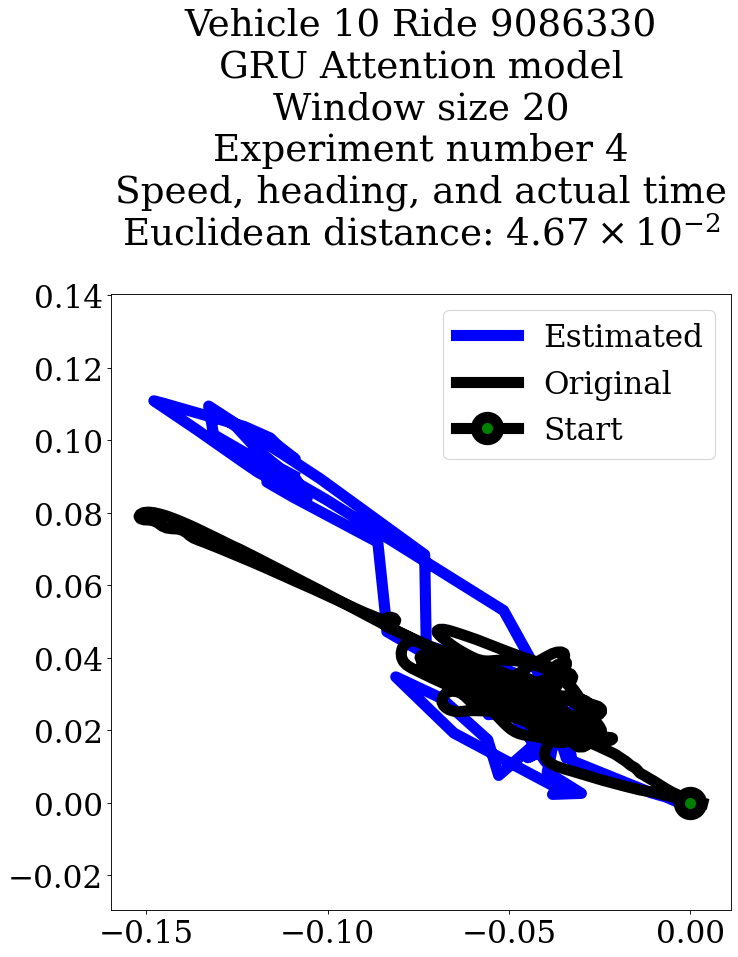 Vehicle 10 Ride 9086330
GRU Attention model
Window size 20
Experiment number 4
Speed, heading, and actual time
Euclidean distance: 4.67 × 10⁻²
0.14
0.12
0.10
0.08
0.06
0.04
0.02
0.00
−0.02
Estimated
Original
Start
−0.15
−0.10
−0.05
0.00